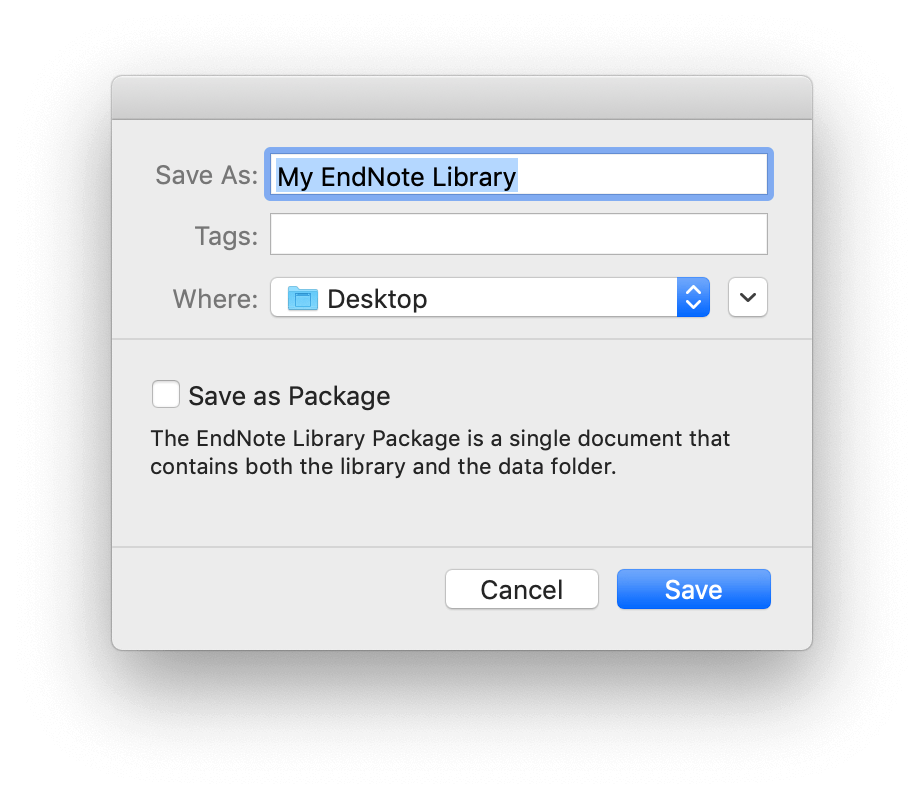 Save As: My EndNote Library
Tags:
Where: Desktop
Save as Package
The EndNote Library Package is a single document that
contains both the library and the data folder.
Cancel Save